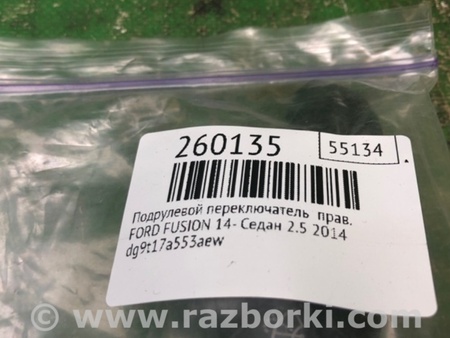 260135
55134
Подрулевой переключатель прав.
FORD FUSION 14- Седан 2.5 2014
dg9t17a553aew
www.razborki.com